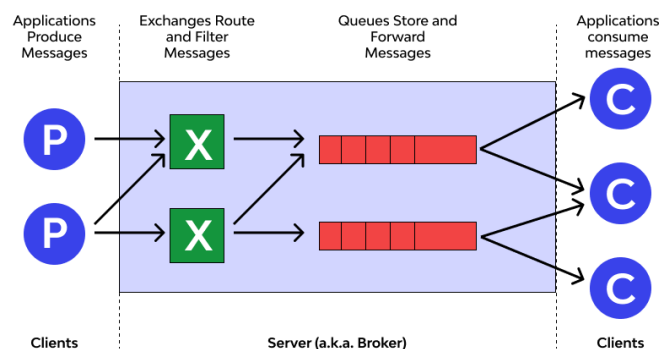 Applications
Produce
Messages
Exchanges Route
and Filter
Messages
Queues Store and
Forward
Messages
Applications
consume
messages
P
X
C
P
X
C
C
Clients
Server (a.k.a. Broker)
Clients